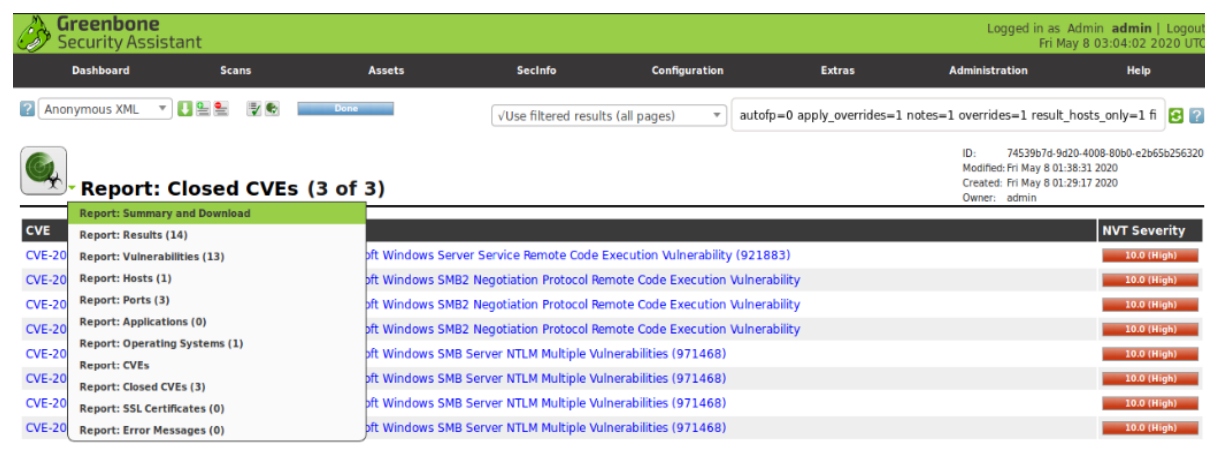 Greenbone
Security Assistant
Logged in as Admin admin | Logout
Fri May 8 03:04:02 2020 UTC
Dashboard Scans Assets SecInfo Configuration Extras Administration Help
Anonymous XML Done √Use filtered results (all pages) autofp=0 apply_overrides=1 notes=1 overrides=1 result_hosts_only=1 fi
ID: 74539b7d-9d20-4008-80b0-e2b65b256320
Modified: Fri May 8 01:38:31 2020
Created: Fri May 8 01:29:17 2020
Owner: admin
Report: Closed CVEs (3 of 3)
Report: Summary and Download
Report: Results (14)
Report: Vulnerabilities (13)
Report: Hosts (1)
Report: Ports (3)
Report: Applications (0)
Report: Operating Systems (1)
Report: CVEs
Report: Closed CVEs (3)
Report: SSL Certificates (0)
Report: Error Messages (0)
CVE NVT Severity
CVE-20 oft Windows Server Service Remote Code Execution Vulnerability (921883) 10.0 (High)
CVE-20 oft Windows SMB2 Negotiation Protocol Remote Code Execution Vulnerability 10.0 (High)
CVE-20 oft Windows SMB2 Negotiation Protocol Remote Code Execution Vulnerability 10.0 (High)
CVE-20 oft Windows SMB2 Negotiation Protocol Remote Code Execution Vulnerability 10.0 (High)
CVE-20 oft Windows SMB Server NTLM Multiple Vulnerabilities (971468) 10.0 (High)
CVE-20 oft Windows SMB Server NTLM Multiple Vulnerabilities (971468) 10.0 (High)
CVE-20 oft Windows SMB Server NTLM Multiple Vulnerabilities (971468) 10.0 (High)
CVE-20 oft Windows SMB Server NTLM Multiple Vulnerabilities (971468) 10.0 (High)